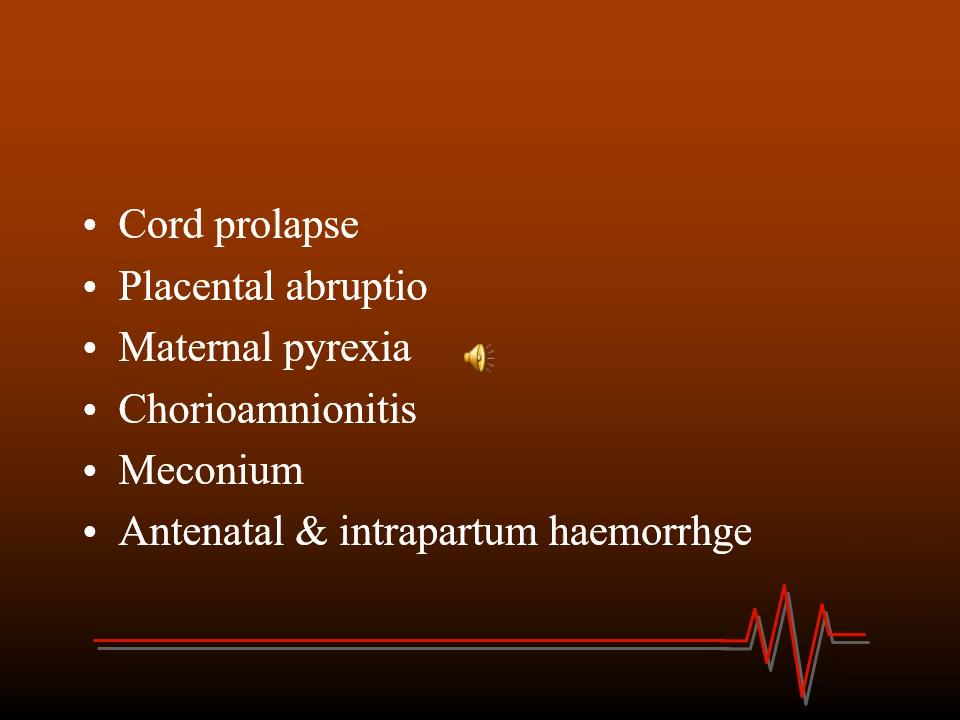 • Cord prolapse
• Placental abruptio
• Maternal pyrexia
• Chorioamnionitis
• Meconium
• Antenatal & intrapartum haemorrhge